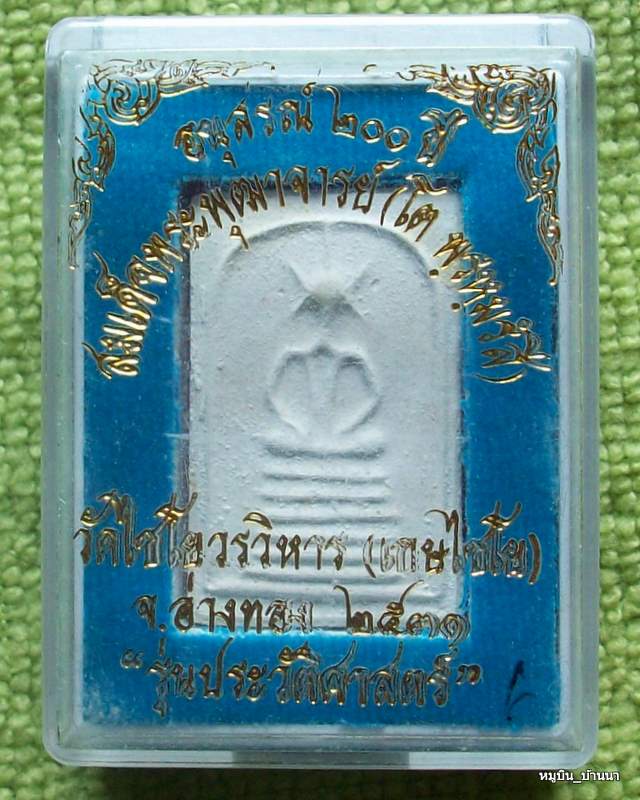 อนุสรณ์ ๒๐๐ ปี
สมเด็จพระพุฒาจารย์ (โต พรหมรังสี)
วัดไชโยวรวิหาร (เกษไชโย)
จ.อ่างทอง ๒๕๓๑
“รุ่นประวัติศาสตร์”
หมูบิน_บ้านนา